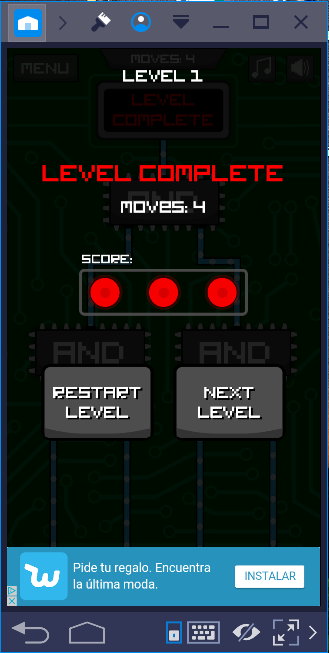 MOVES: 4
MENU
LEVEL 1
LEVEL
COMPLETE
LEVEL COMPLETE
AND
MOVES: 4
SCORE:
AND
AND
RESTART
LEVEL
NEXT
LEVEL
Pide tu regalo. Encuentra
la última moda.
INSTALAR